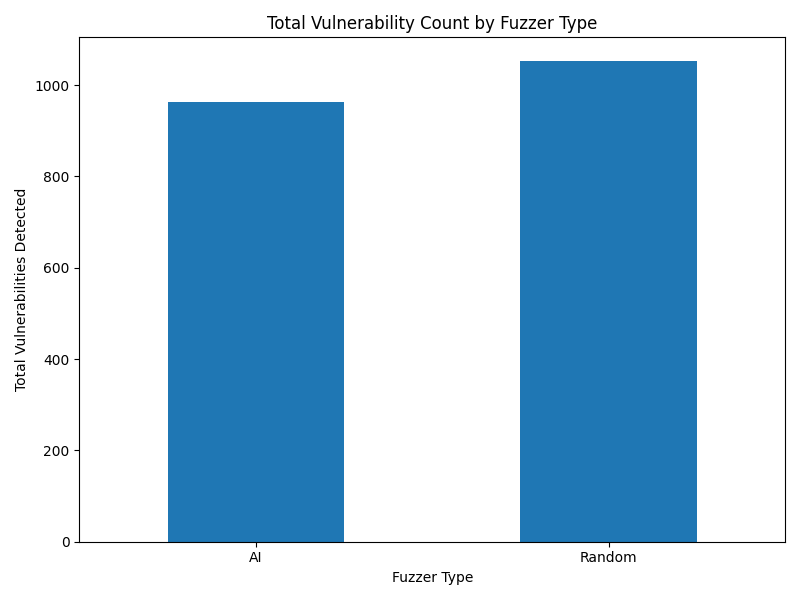 Total Vulnerability Count by Fuzzer Type
Total Vulnerabilities Detected
1000
800
600
400
200
0
AI
Random
Fuzzer Type